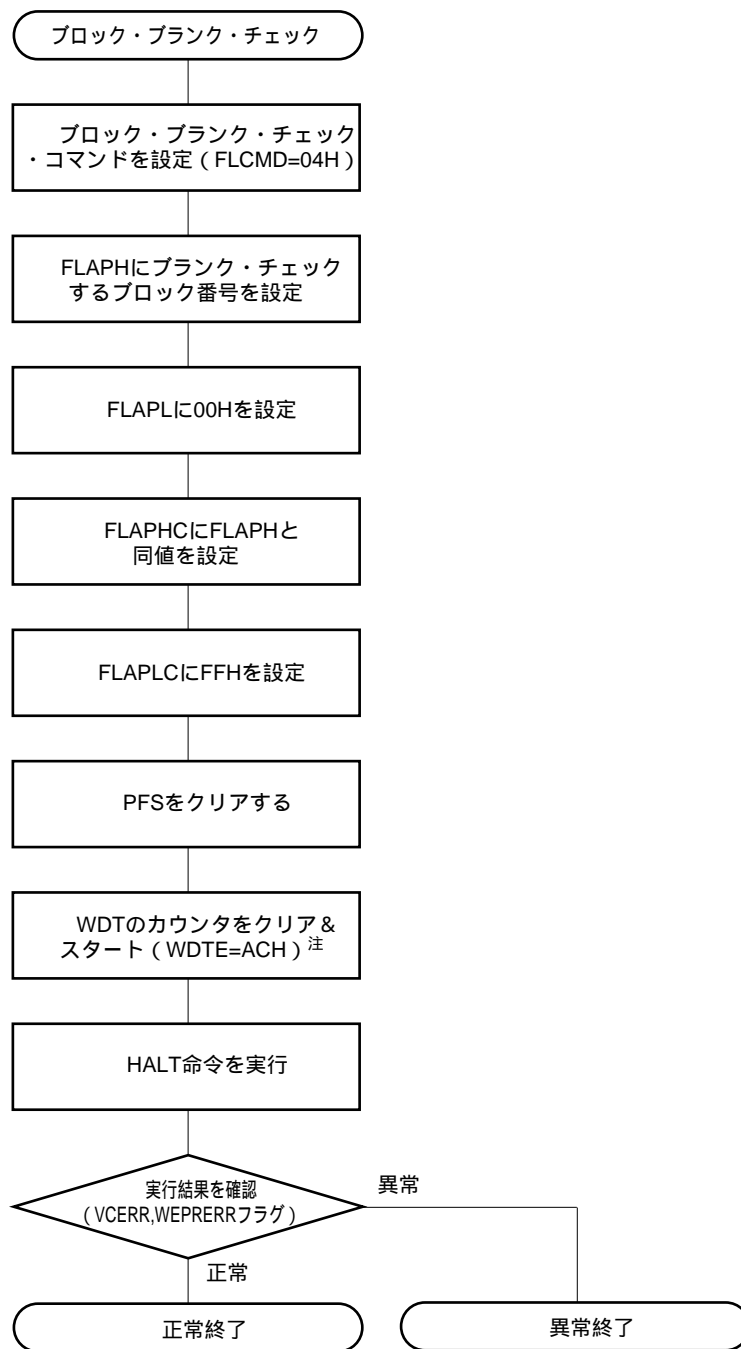 ブロック・ブランク・チェック
ブロック・ブランク・チェック
・コマンドを設定（FLCMD=04H）
FLAPHにブランク・チェック
するブロック番号を設定
FLAPLに00Hを設定
FLAPHCにFLAPHと
同値を設定
FLAPLCにFFHを設定
PFSをクリアする
WDTのカウンタをクリア＆
スタート（WDTE=ACH）注
HALT命令を実行
実行結果を確認
（VCERR,WEPRERRフラグ）
異常
正常
正常終了
異常終了